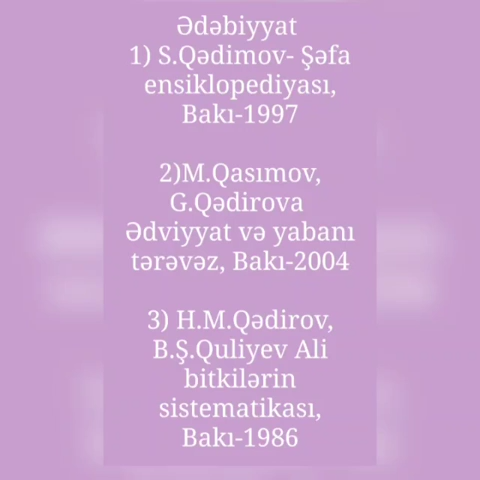 Ədəbiyyat
1) S.Qədimov- Şəfa
ensiklopediyası,
Bakı-1997
2)M.Qasımov,
G.Qədirova
Ədviyyat və yabanı
tərəvəz, Bakı-2004
3) H.M.Qədirov,
B.Ş.Quliyev Ali
bitkilərin
sistematikası,
Bakı-1986